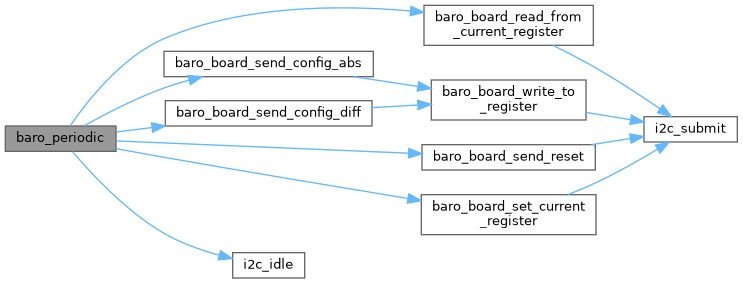 baro_board_read_from
_current_register
baro_board_send_config_abs
baro_board_write_to
_register
baro_board_send_config_diff
i2c_submit
baro_periodic
baro_board_send_reset
baro_board_set_current
_register
i2c_idle